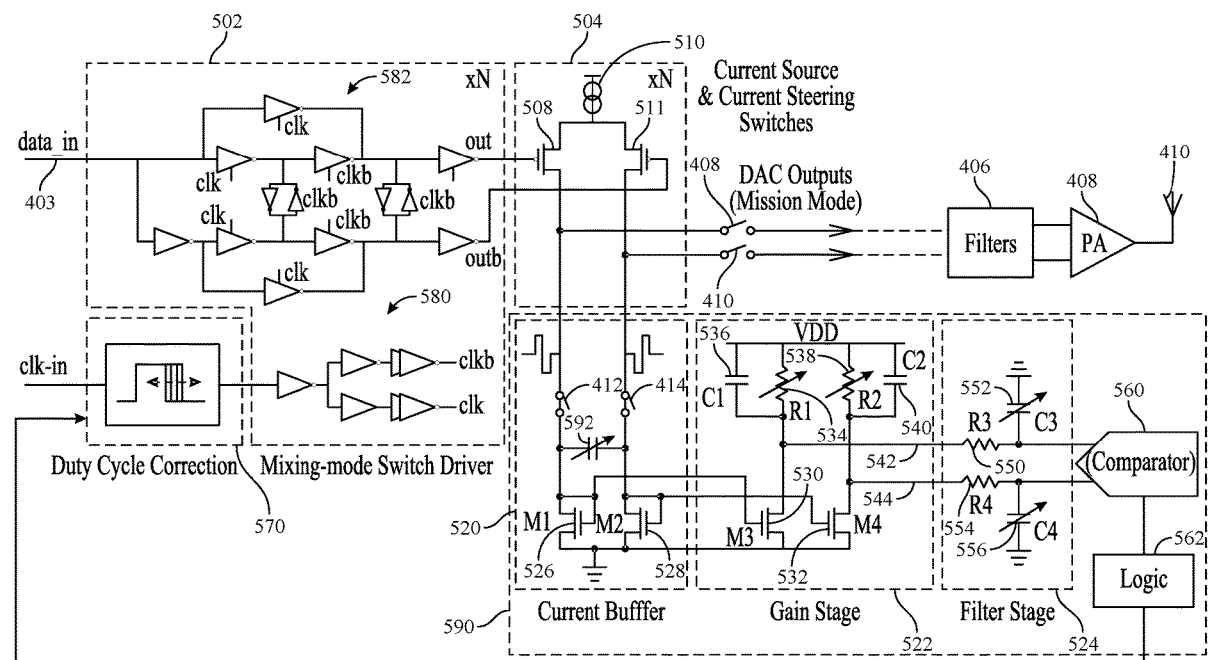 502
504
510
xN
582
xN
Current Source
& Current Steering
Switches
508
511
clk
data_in
out
408
DAC Outputs
(Mission Mode)
406
408
410
403
clk
clkb
clkb
clkb
clk
clkb
Filters
PA
outb
clk
410
580
536
VDD
538
C2
clk-in
clkb
clk
412
414
C1
R1
R2
534
540
552
C3
560
592
R3
542
550
(Comparator)
Duty Cycle Correction
Mixing-mode Switch Driver
544
554
R4
570
520
M1
M2
530
M3
M4
556
C4
562
526
528
532
Logic
590
Current Bufffer
Gain Stage
Filter Stage
522
524